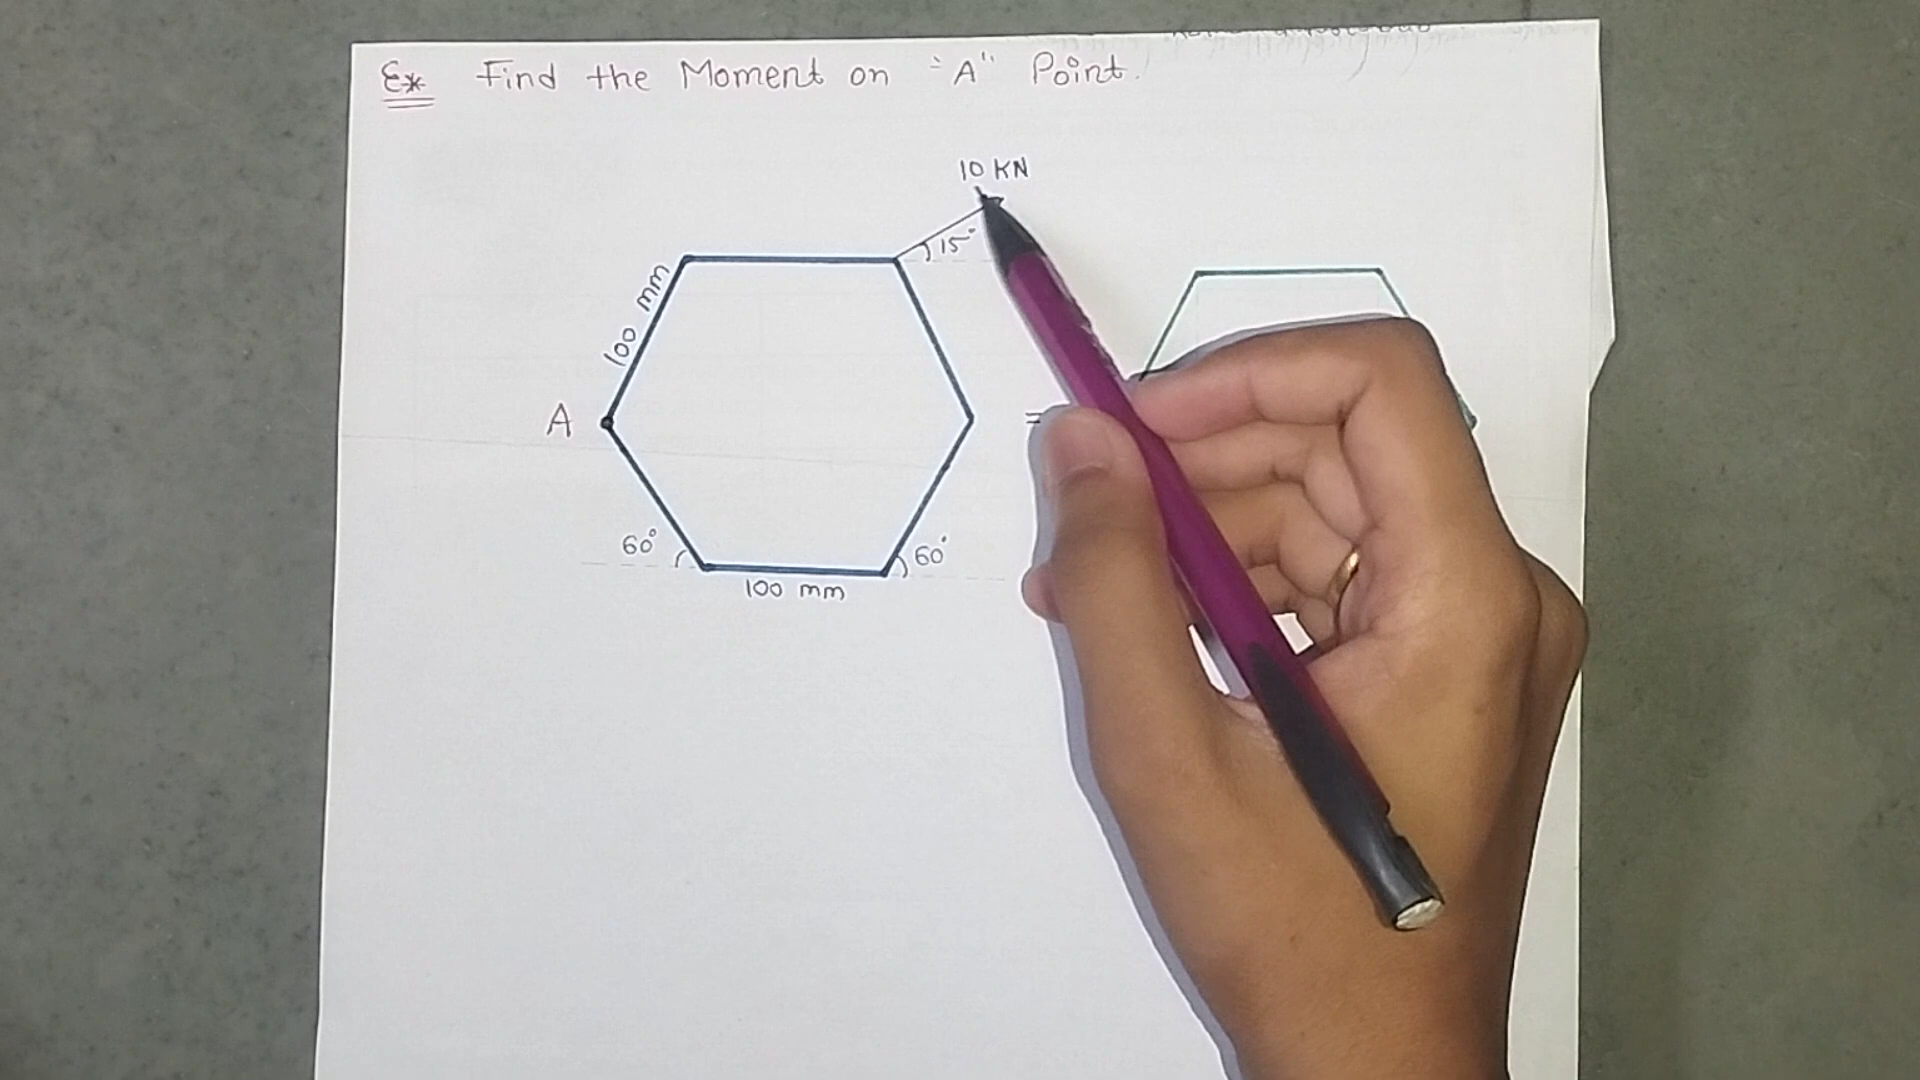 Ex Find the Moment on "A" Point.
10 KN
15°
100 mm
A
=
60°
60°
100 mm